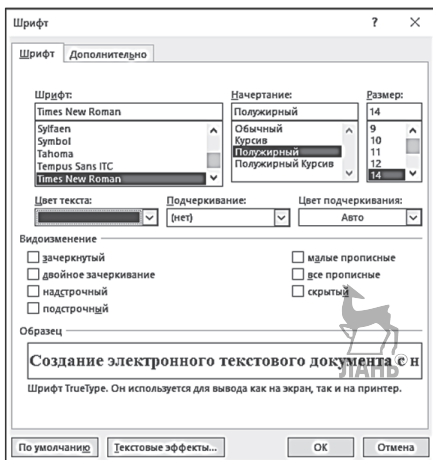 Шрифт ? ×
Шрифт Дополнительно
Шрифт: Начертание: Размер:
Times New Roman Полужирный 14
Sylfaen Обычный 9
Symbol Курсив 10
Tahoma Полужирный 11
Tempus Sans ITC Полужирный Курсив 12
Times New Roman 14
Цвет текста: Подчеркивание: Цвет подчеркивания:
(нет) Авто
Видоизменение
зачеркнутый малые прописные
двойное зачеркивание все прописные
надстрочный скрытый
подстрочный
Образец
Создание электронного текстового документа с н
ЛАНЬ®
Шрифт TrueType. Он используется для вывода как на экран, так и на принтер.
По умолчанию Текстовые эффекты... ОК Отмена